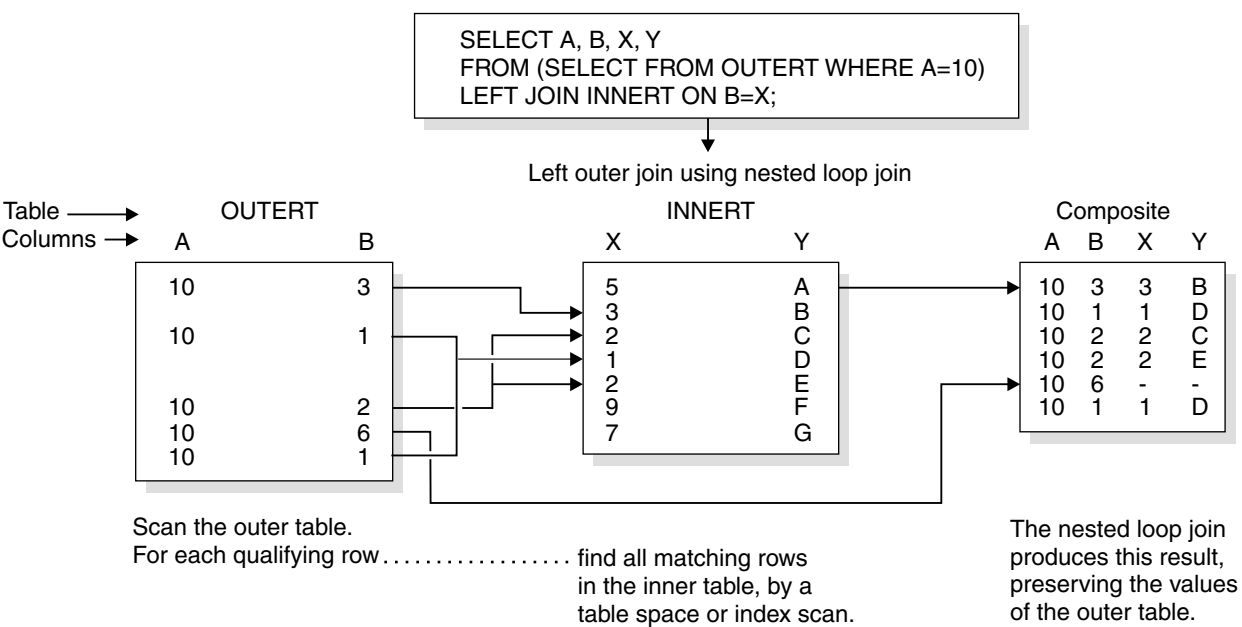 SELECT A, B, X, Y
FROM (SELECT FROM OUTERT WHERE A=10)
LEFT JOIN INNERT ON B=X;
Left outer join using nested loop join
Table OUTERT INNERT Composite
Columns A B X Y A B X Y
10 3 5 A 10 3 3 B
3 B 10 1 1 D
10 1 2 C 10 2 2 C
1 D 10 2 2 E
2 E 10 6 - -
10 2 9 F 10 1 1 D
10 6 7 G
10 1
Scan the outer table.
For each qualifying row . . . . . . . . . . . . . . . . . . find all matching rows
in the inner table, by a
table space or index scan.
The nested loop join
produces this result,
preserving the values
of the outer table.